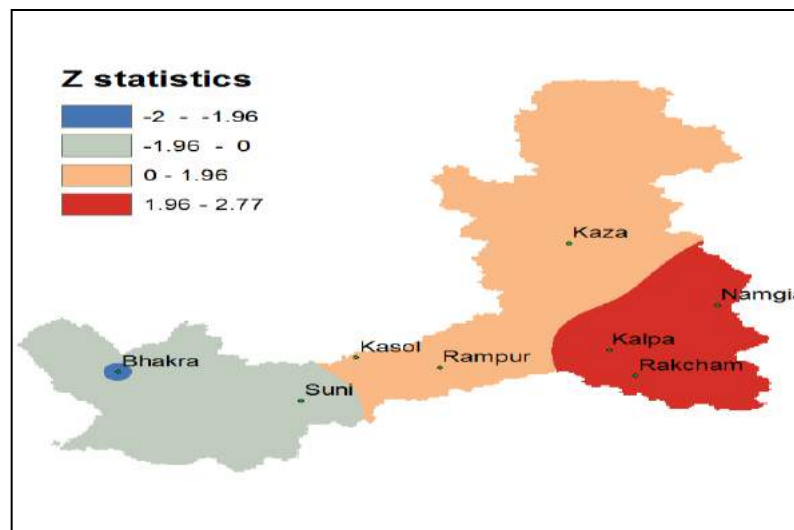 Z statistics
-2 - -1.96
-1.96 - 0
0 - 1.96
1.96 - 2.77
Kaza
Namgia
Kasol
Kalpa
Bhakra
Rampur
Rakcham
Suni